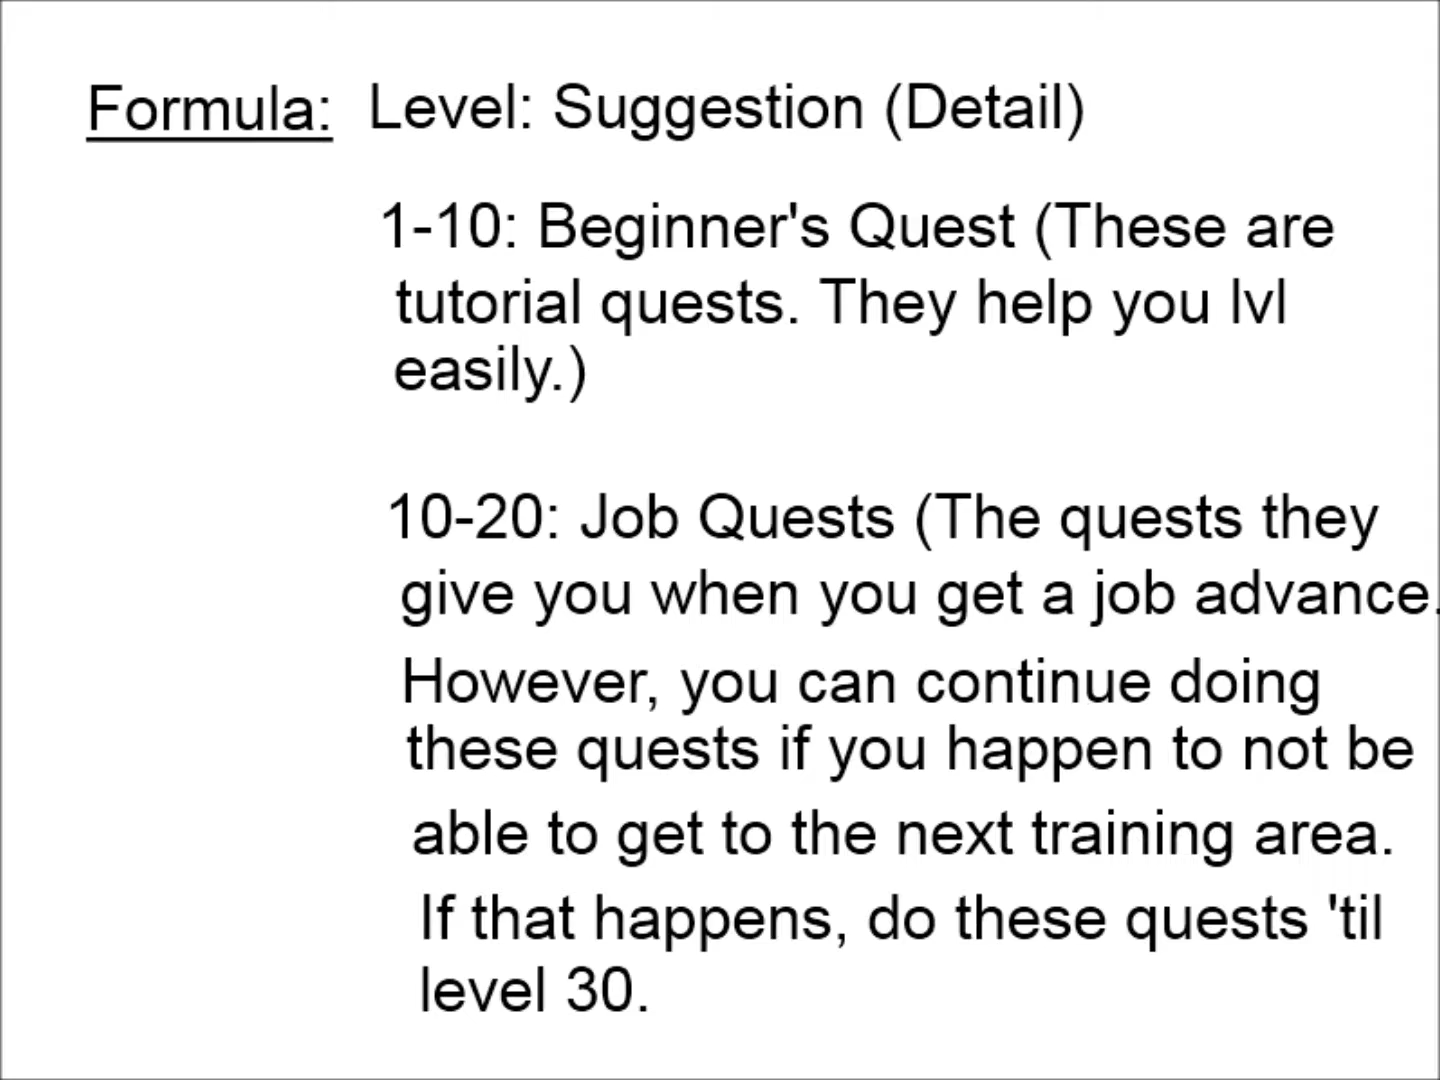 Formula: Level: Suggestion (Detail)
1-10: Beginner's Quest (These are
tutorial quests. They help you lvl
easily.)
10-20: Job Quests (The quests they
give you when you get a job advance.
However, you can continue doing
these quests if you happen to not be
able to get to the next training area.
If that happens, do these quests 'til
level 30.